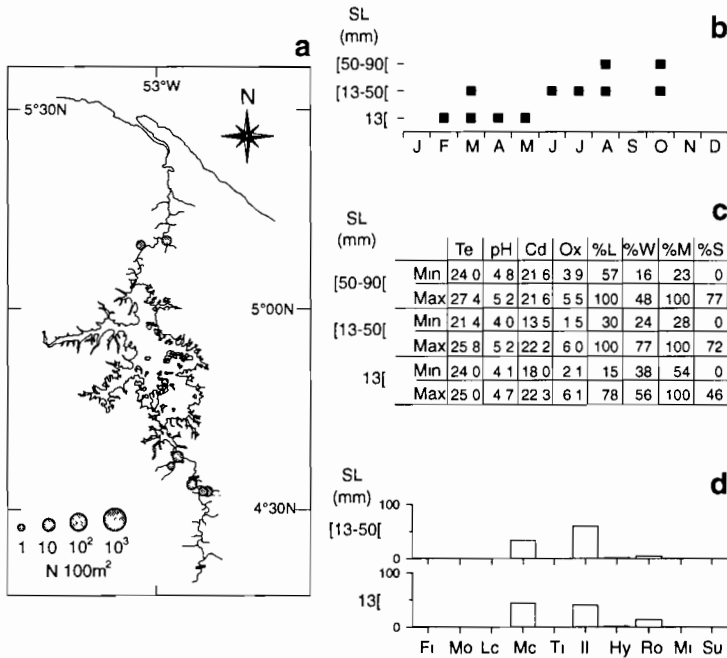 a
53°W
5°30N
N
5°00N
4°30N
1 10 10² 10³
N 100m²
b
SL
(mm)
[50-90[
[13-50[
13[
J F M A M J J A S O N D
c
SL
(mm)
Te pH Cd Ox %L %W %M %S
[50-90[
Min 24 0 4 8 21 6 3 9 57 16 23 0
Max 27 4 5 2 21 6 5 5 100 48 100 77
[13-50[
Min 21 4 4 0 13 5 1 5 30 24 28 0
Max 25 8 5 2 22 2 6 0 100 77 100 72
13[
Min 24 0 4 1 18 0 2 1 15 38 54 0
Max 25 0 4 7 22 3 6 1 78 56 100 46
d
SL
(mm)
[13-50[
100
0
13[
100
0
Fi Mo Lc Mc Ti Il Hy Ro Mi Su